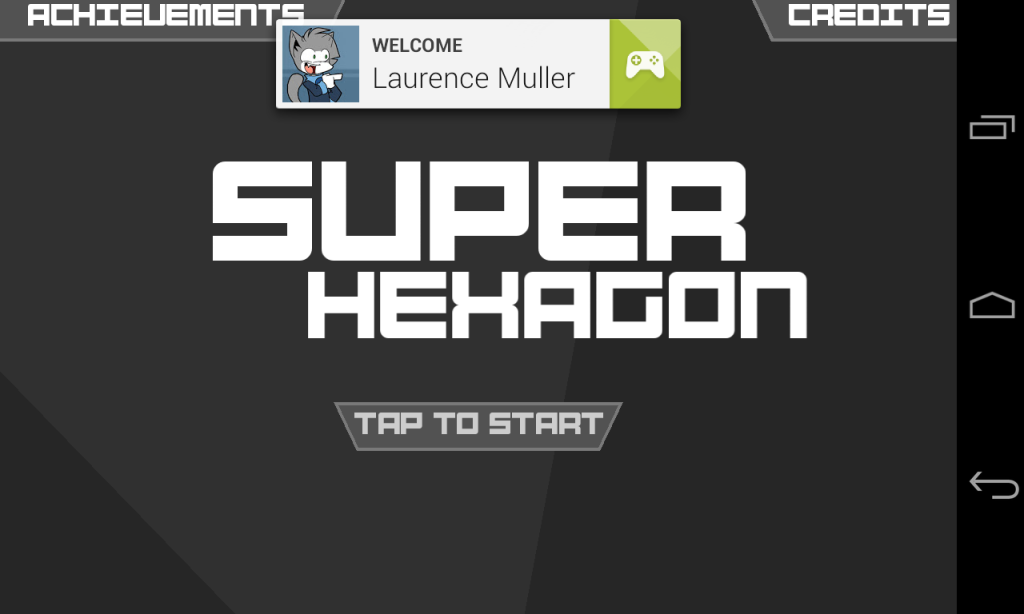 ACHIEVEMENTS
CREDITS
WELCOME
Laurence Muller
SUPER
HEXAGON
TAP TO START